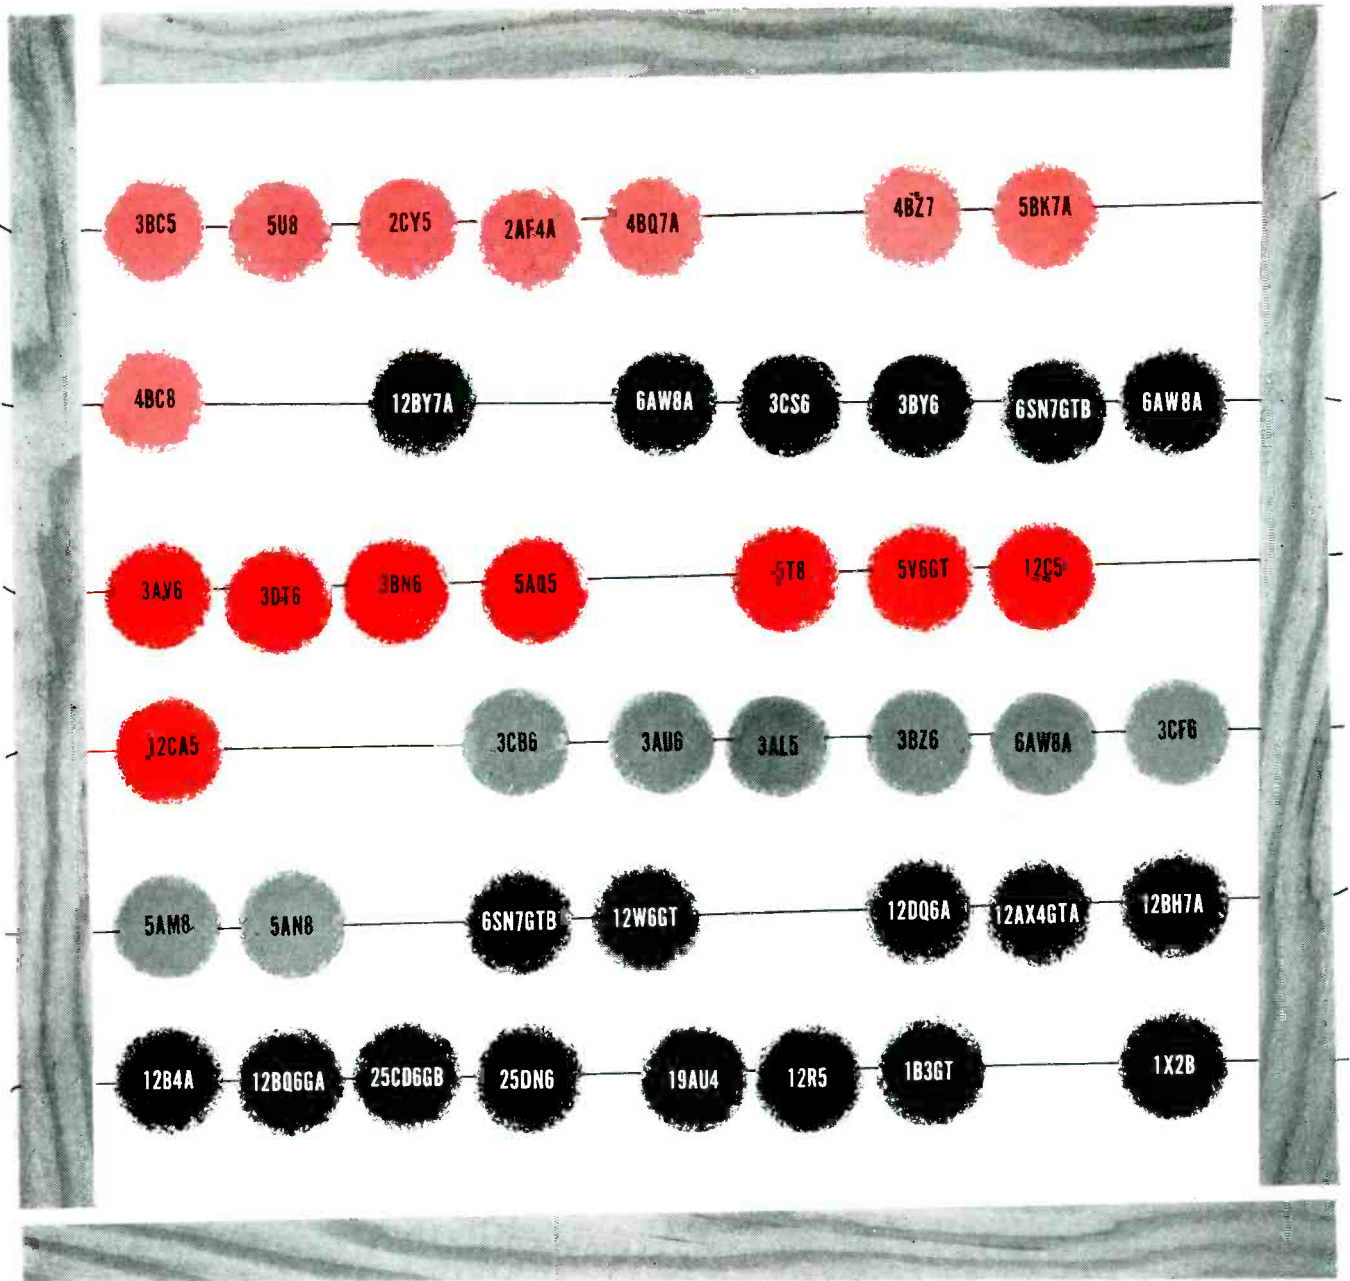 3BC5 5U8 2CY5 2AF4A 4BQ7A 4BZ7 5BK7A
4BC8 12BY7A 6AW8A 3CS6 3BY6 6SN7GTB 6AW8A
3AV6 3DT6 3BN6 5AQ5 5T8 5V6GT 12C5
12CA5 3CB6 3AU6 3AL5 3BZ6 6AW8A 3CF6
5AM8 5AN8 6SN7GTB 12W6GT 12DQ6A 12AX4GTA 12BH7A
12B4A 12BQ6GA 25CD6GB 25DN6 19AU4 12R5 1B3GT 1X2B